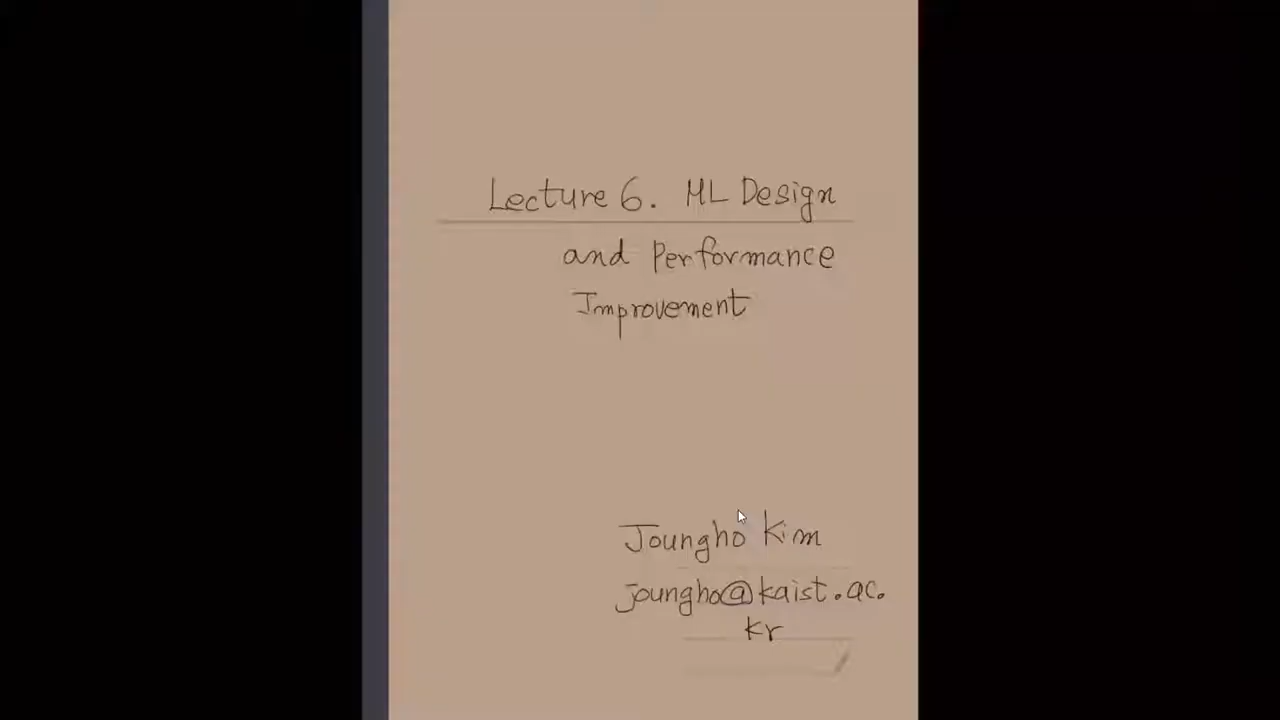 Lecture 6. ML Design
and Performance
Improvement
Joungho Kim
joungho@kaist.ac.
kr